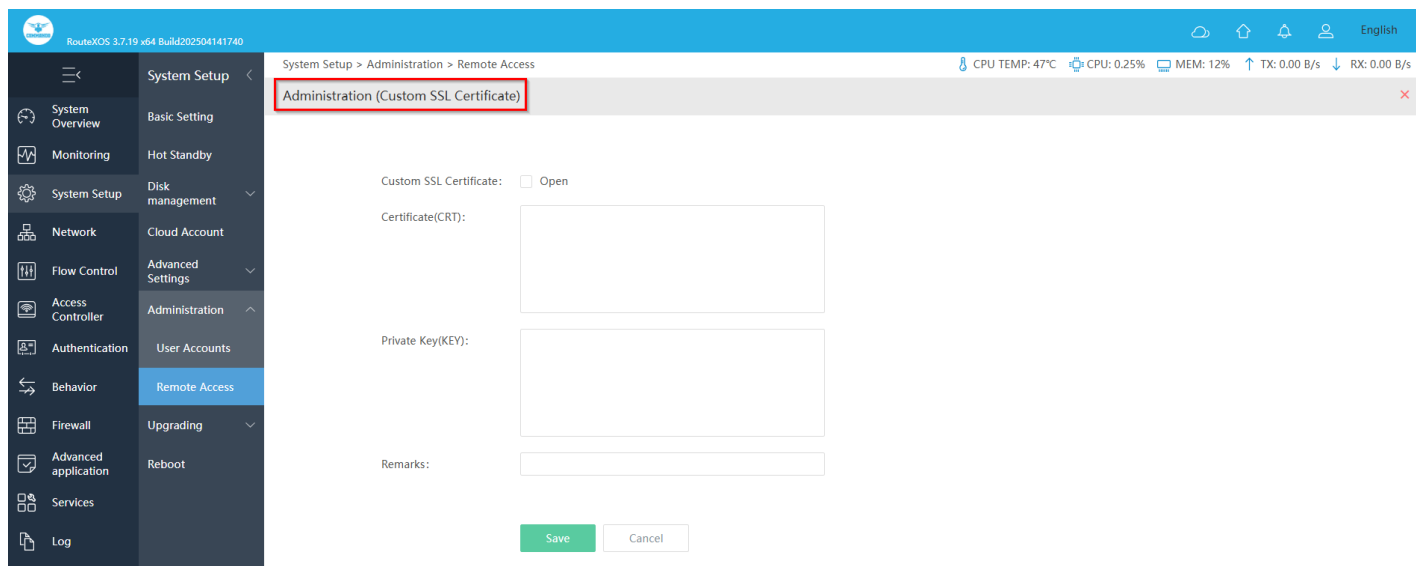 RouteXOS 3.7.19 x64 Build202504141740
English
System Setup
System Setup > Administration > Remote Access
CPU TEMP: 47℃
CPU: 0.25%
MEM: 12%
TX: 0.00 B/s
RX: 0.00 B/s
Administration (Custom SSL Certificate)
System
Overview
Monitoring
System Setup
Network
Flow Control
Access
Controller
Authentication
Behavior
Firewall
Advanced
application
Services
Log
Basic Setting
Hot Standby
Disk
management
Cloud Account
Advanced
Settings
Administration
User Accounts
Remote Access
Upgrading
Reboot
Custom SSL Certificate:
Open
Certificate(CRT):
Private Key(KEY):
Remarks:
Save
Cancel